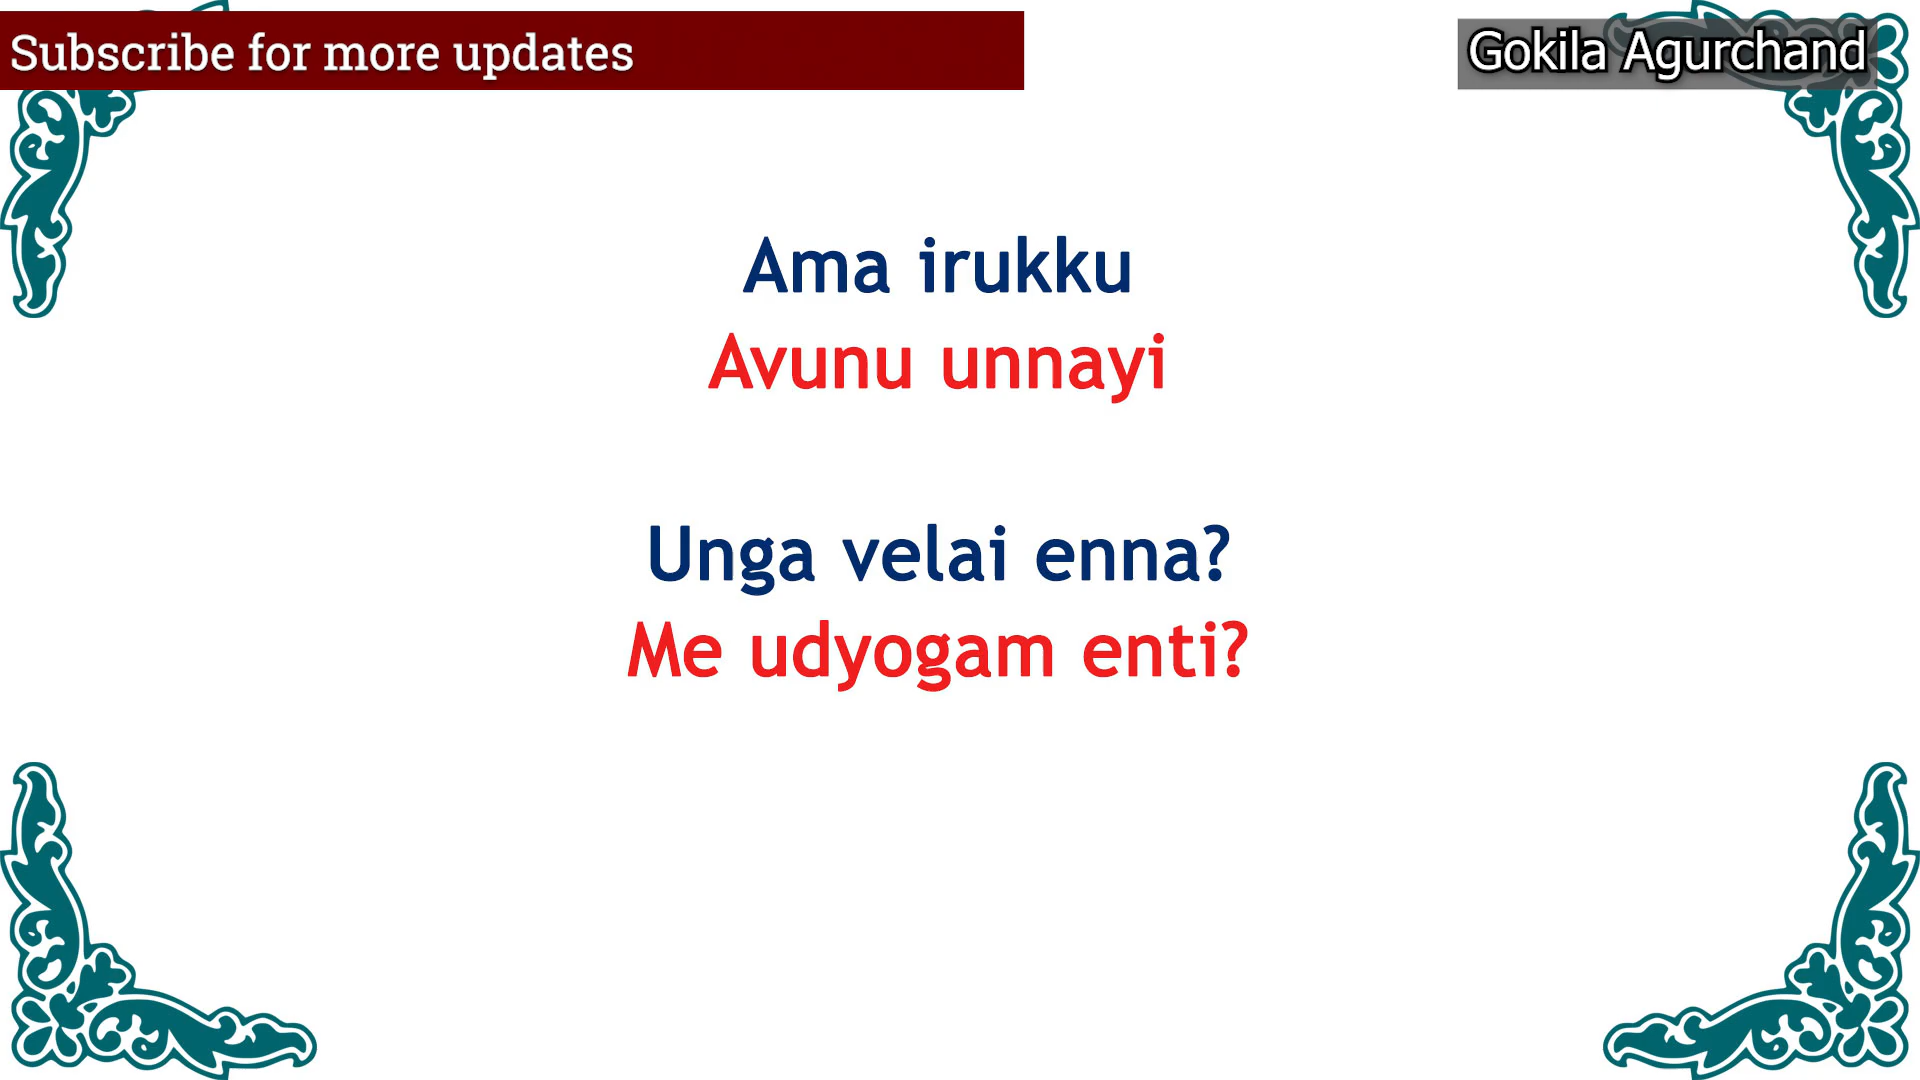 Subscribe for more updates
Gokila Agurchand
Ama irukku
Avunu unnayi
Unga velai enna?
Me udyogam enti?